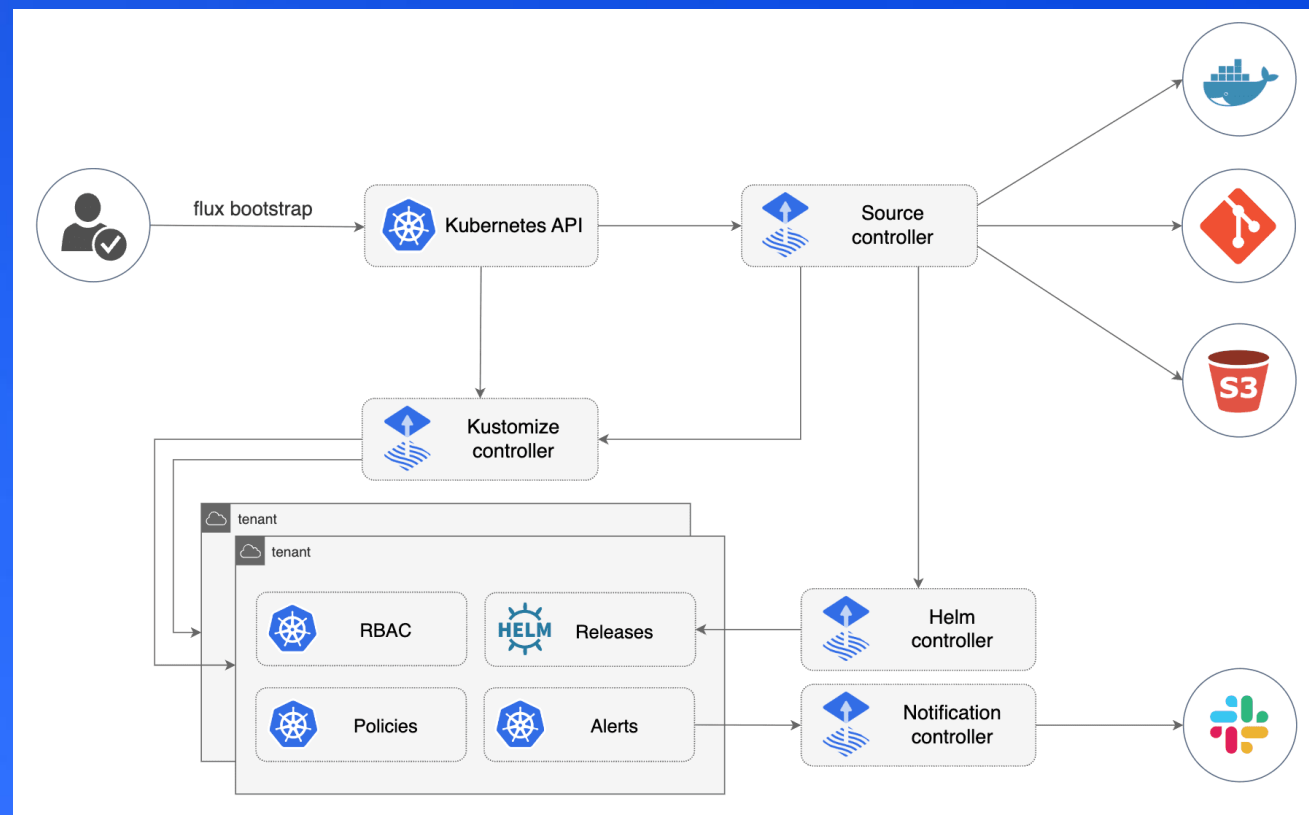 flux bootstrap
Kubernetes API
Source
controller
S3
Kustomize
controller
tenant
tenant
RBAC
HELM
Releases
Helm
controller
Policies
Alerts
Notification
controller